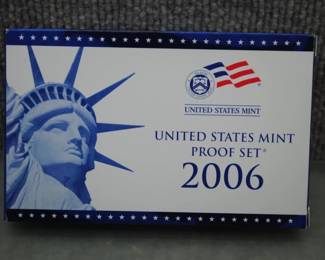 UNITED STATES MINT
UNITED STATES MINT
PROOF SET®
2006